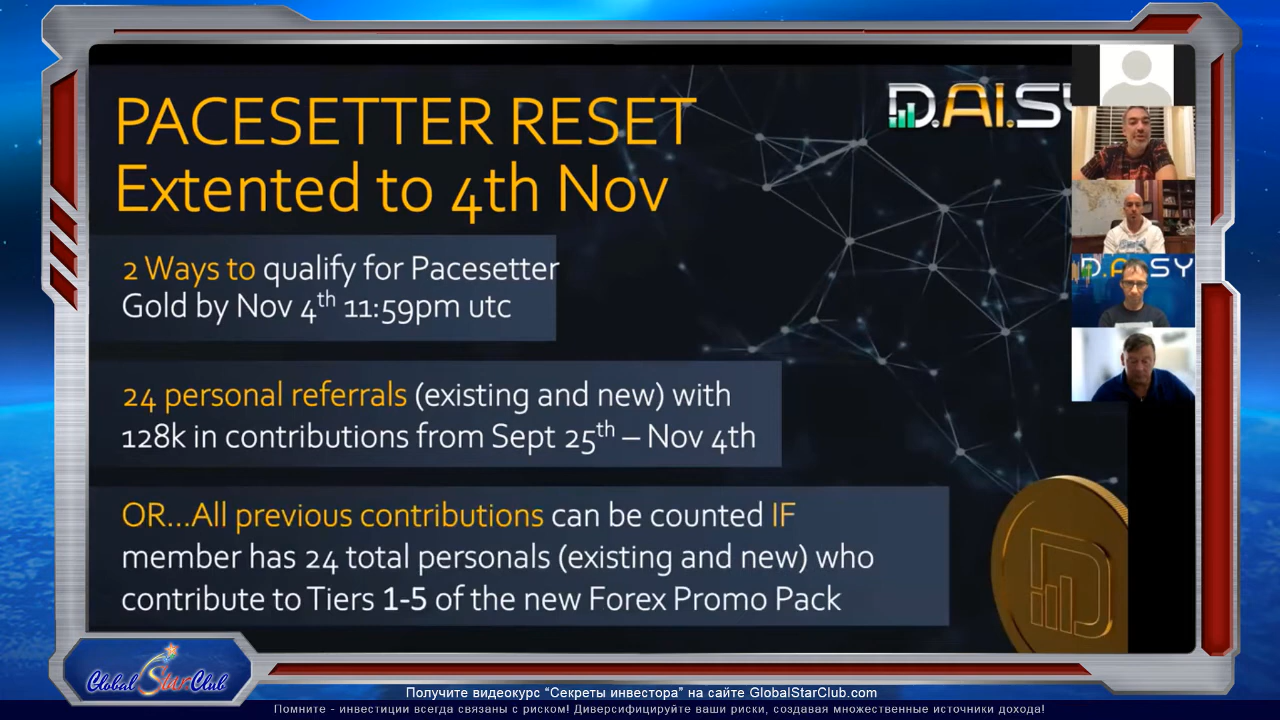 PACESETTER RESET
Extented to 4th Nov
D.AI.SY
2 Ways to qualify for Pacesetter
Gold by Nov 4th 11:59pm utc
24 personal referrals (existing and new) with
128k in contributions from Sept 25th – Nov 4th
OR...All previous contributions can be counted IF
member has 24 total personals (existing and new) who
contribute to Tiers 1-5 of the new Forex Promo Pack
D.AI.SY
Global Star Club
Получите видеокурс “Секреты инвестора” на сайте GlobalStarClub.com
Помните - инвестиции всегда связаны с риском! Диверсифицируйте ваши риски, создавая множественные источники дохода!